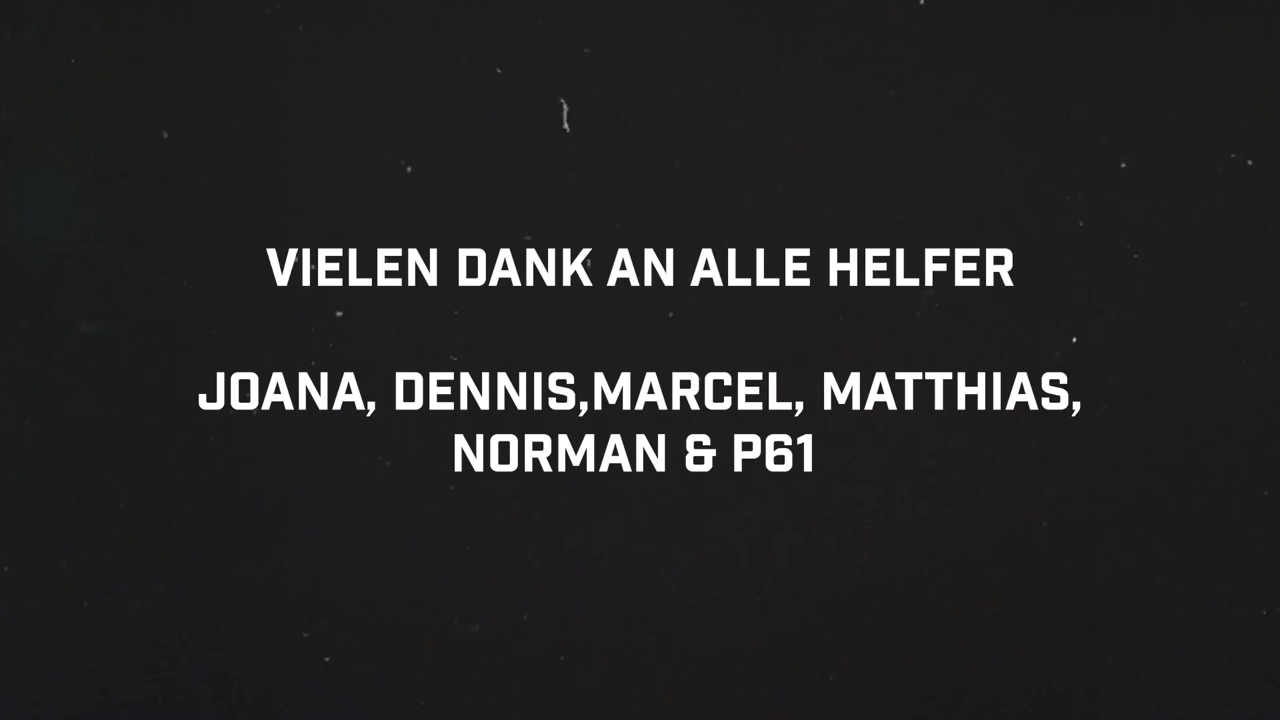 VIELEN DANK AN ALLE HELFER
JOANA, DENNIS,MARCEL, MATTHIAS,
NORMAN & P61